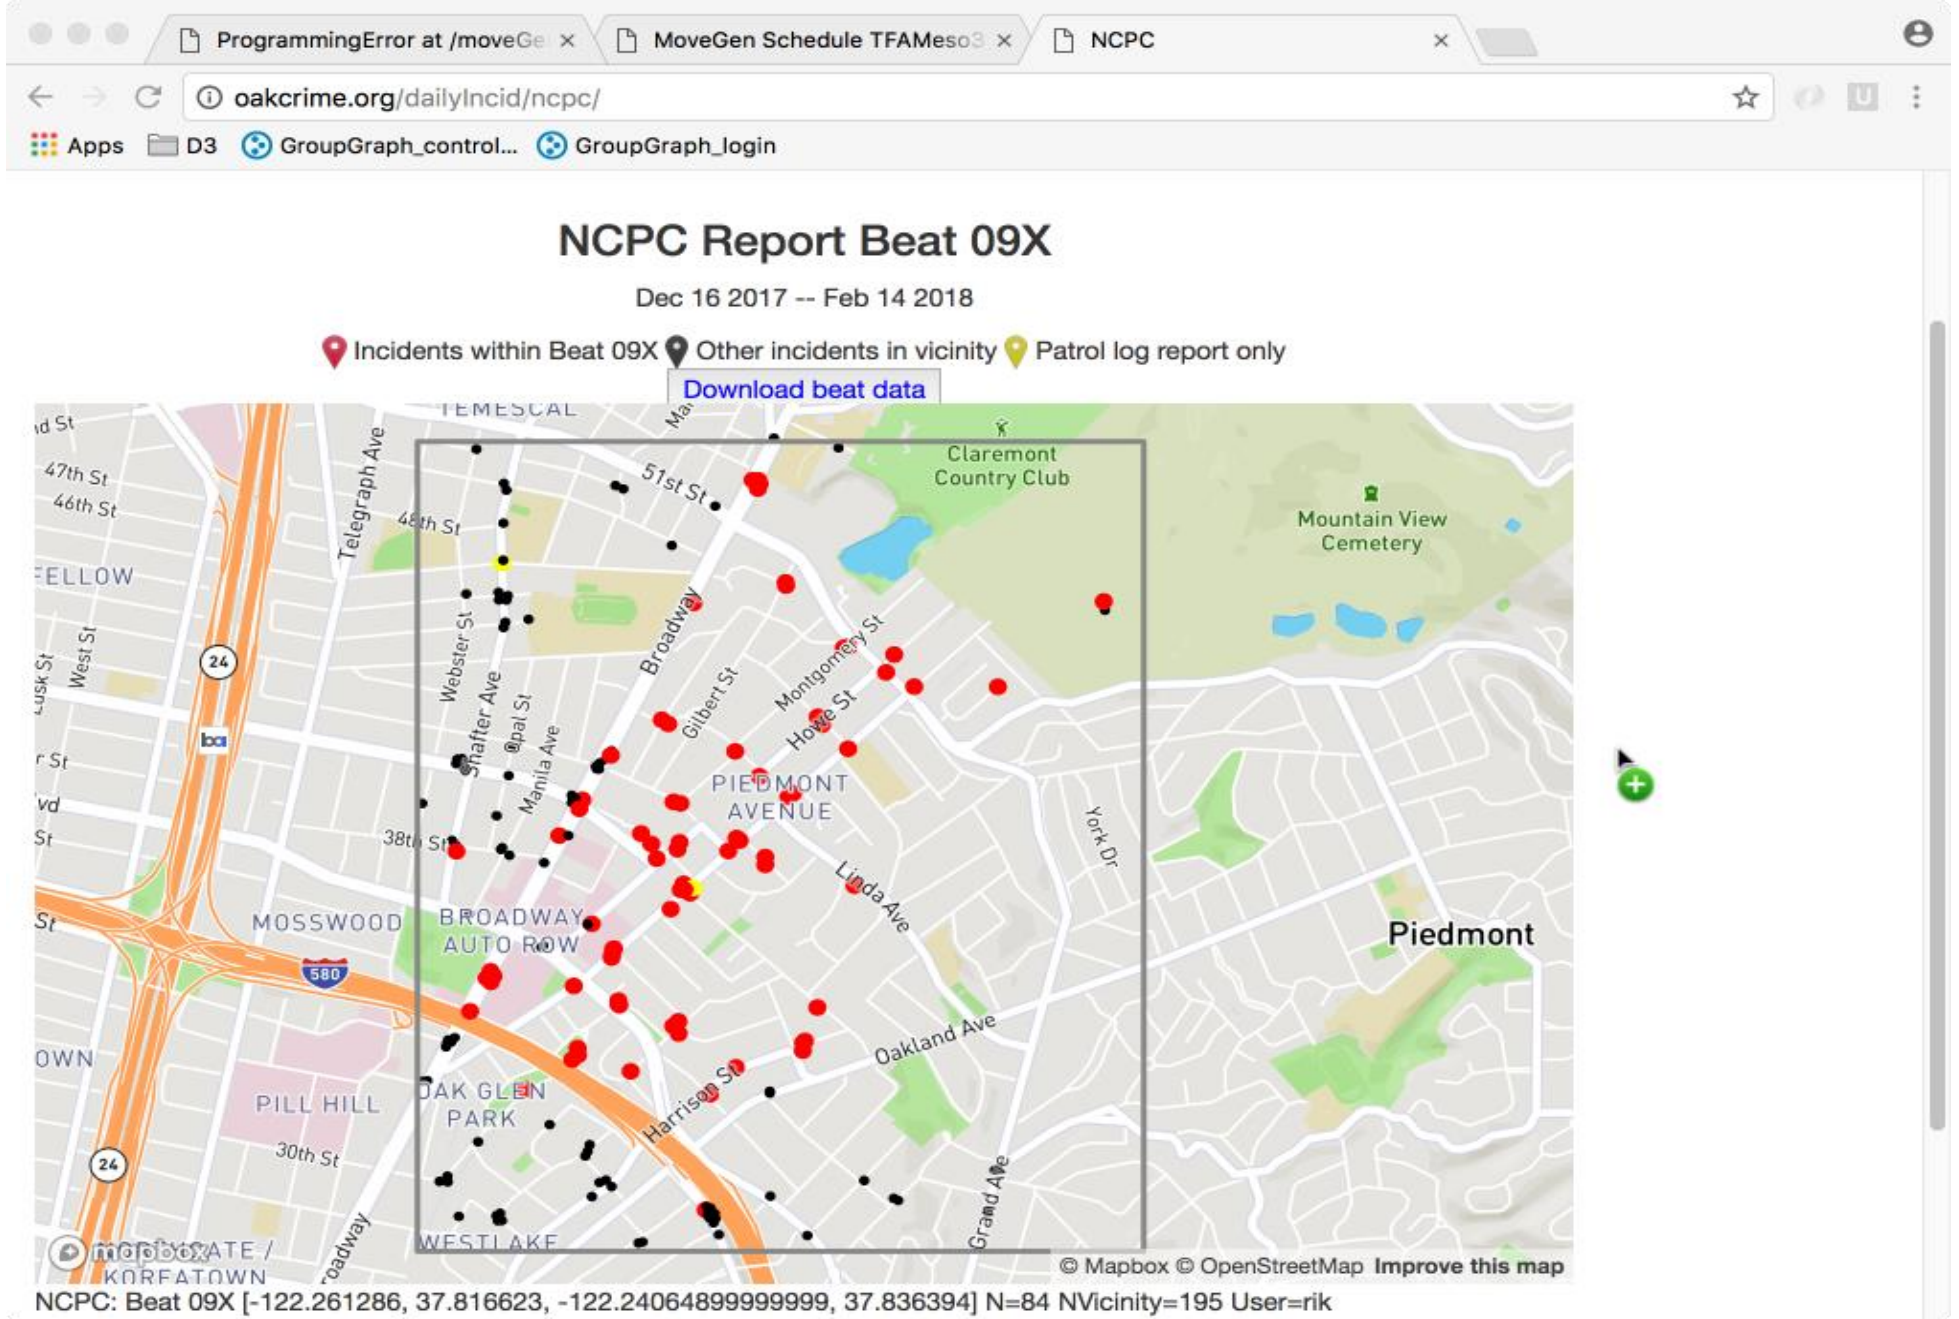 ProgrammingError at /moveGe
MoveGen Schedule TFAMeso3
NCPC
oakcrime.org/dailyIncid/ncpc/
Apps D3 GroupGraph_control... GroupGraph_login
NCPC Report Beat 09X
Dec 16 2017 -- Feb 14 2018
Incidents within Beat 09X Other incidents in vicinity Patrol log report only
Download beat data
TEMESCAL
Claremont
Country Club
51st St
47th St
46th St
48th St
Telegraph Ave
Mountain View
Cemetery
FELLOW
Broadway
Webster St
West St
Montgomery St
24
Gilbert St
Howe St
Shafter Ave
Opal St
Manila Ave
PIEDMONT
AVENUE
York Dr
38th St
Linda Ave
MOSSWOOD
BROADWAY
AUTO ROW
Piedmont
580
Oakland Ave
OWN
OAK GLEN
PARK
PILL HILL
Harrison St
30th St
24
Grand Ave
WESTLAKE
mapbox
KOREATOWN
© Mapbox © OpenStreetMap Improve this map
NCPC: Beat 09X [-122.261286, 37.816623, -122.24064899999999, 37.836394] N=84 NVicinity=195 User=rik